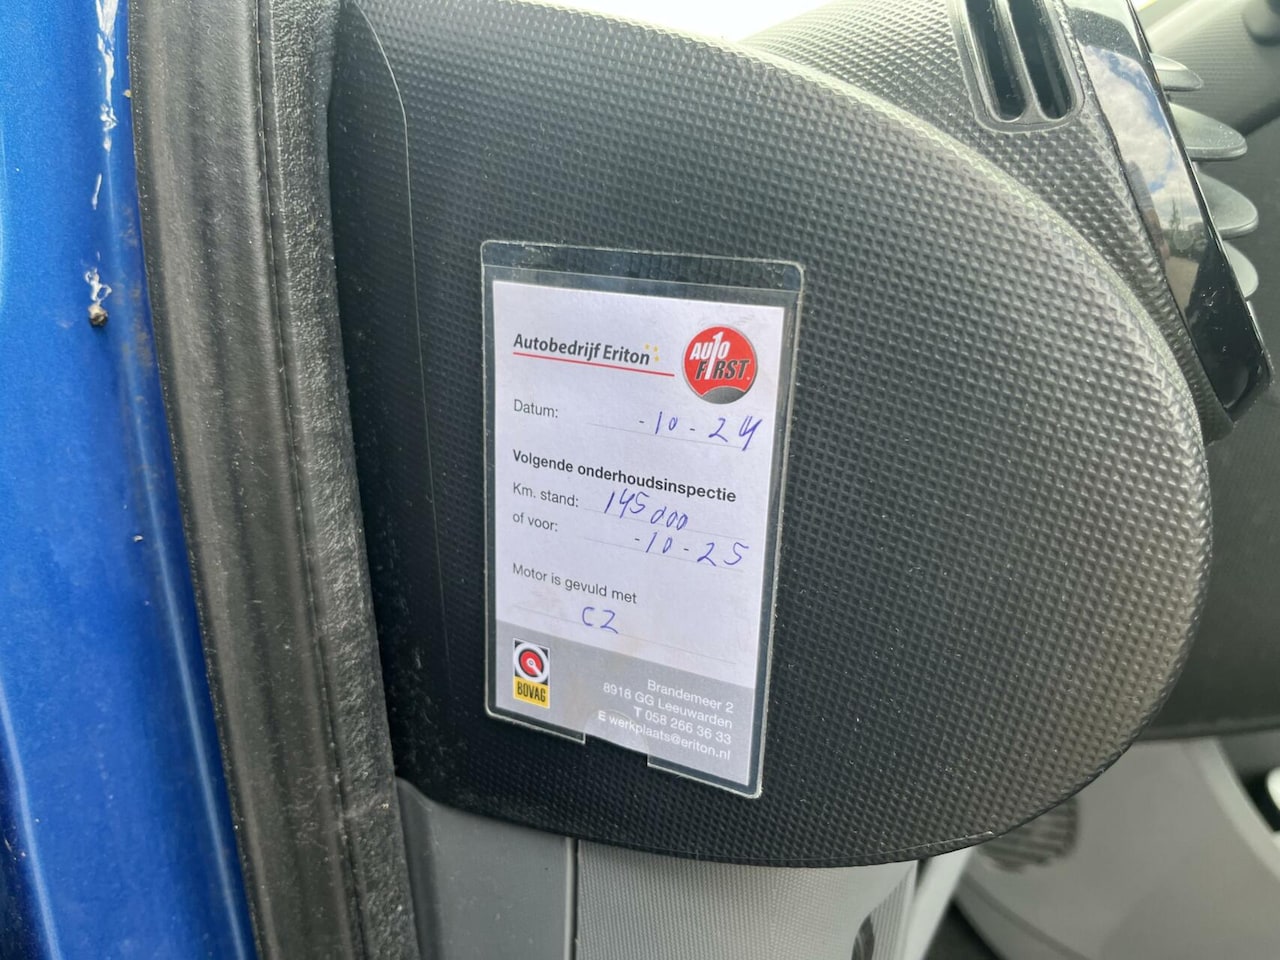 Autobedrijf Eriton
AUTO
F1RST
Datum: -10-24
Volgende onderhoudsinspectie
Km. stand: 145000
of voor: -10-25
Motor is gevuld met
C2
BOVAG
Brandemeer 2
8918 GG Leeuwarden
T 058 266 36 33
E werkplaats@eriton.nl